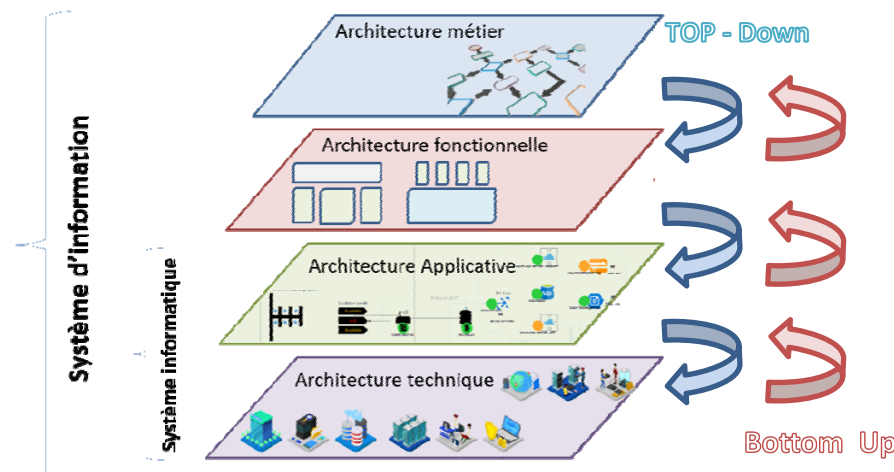 Architecture métier
TOP - Down
Architecture fonctionnelle
Système d'information
Architecture Applicative
Système informatique
Architecture technique
Bottom Up